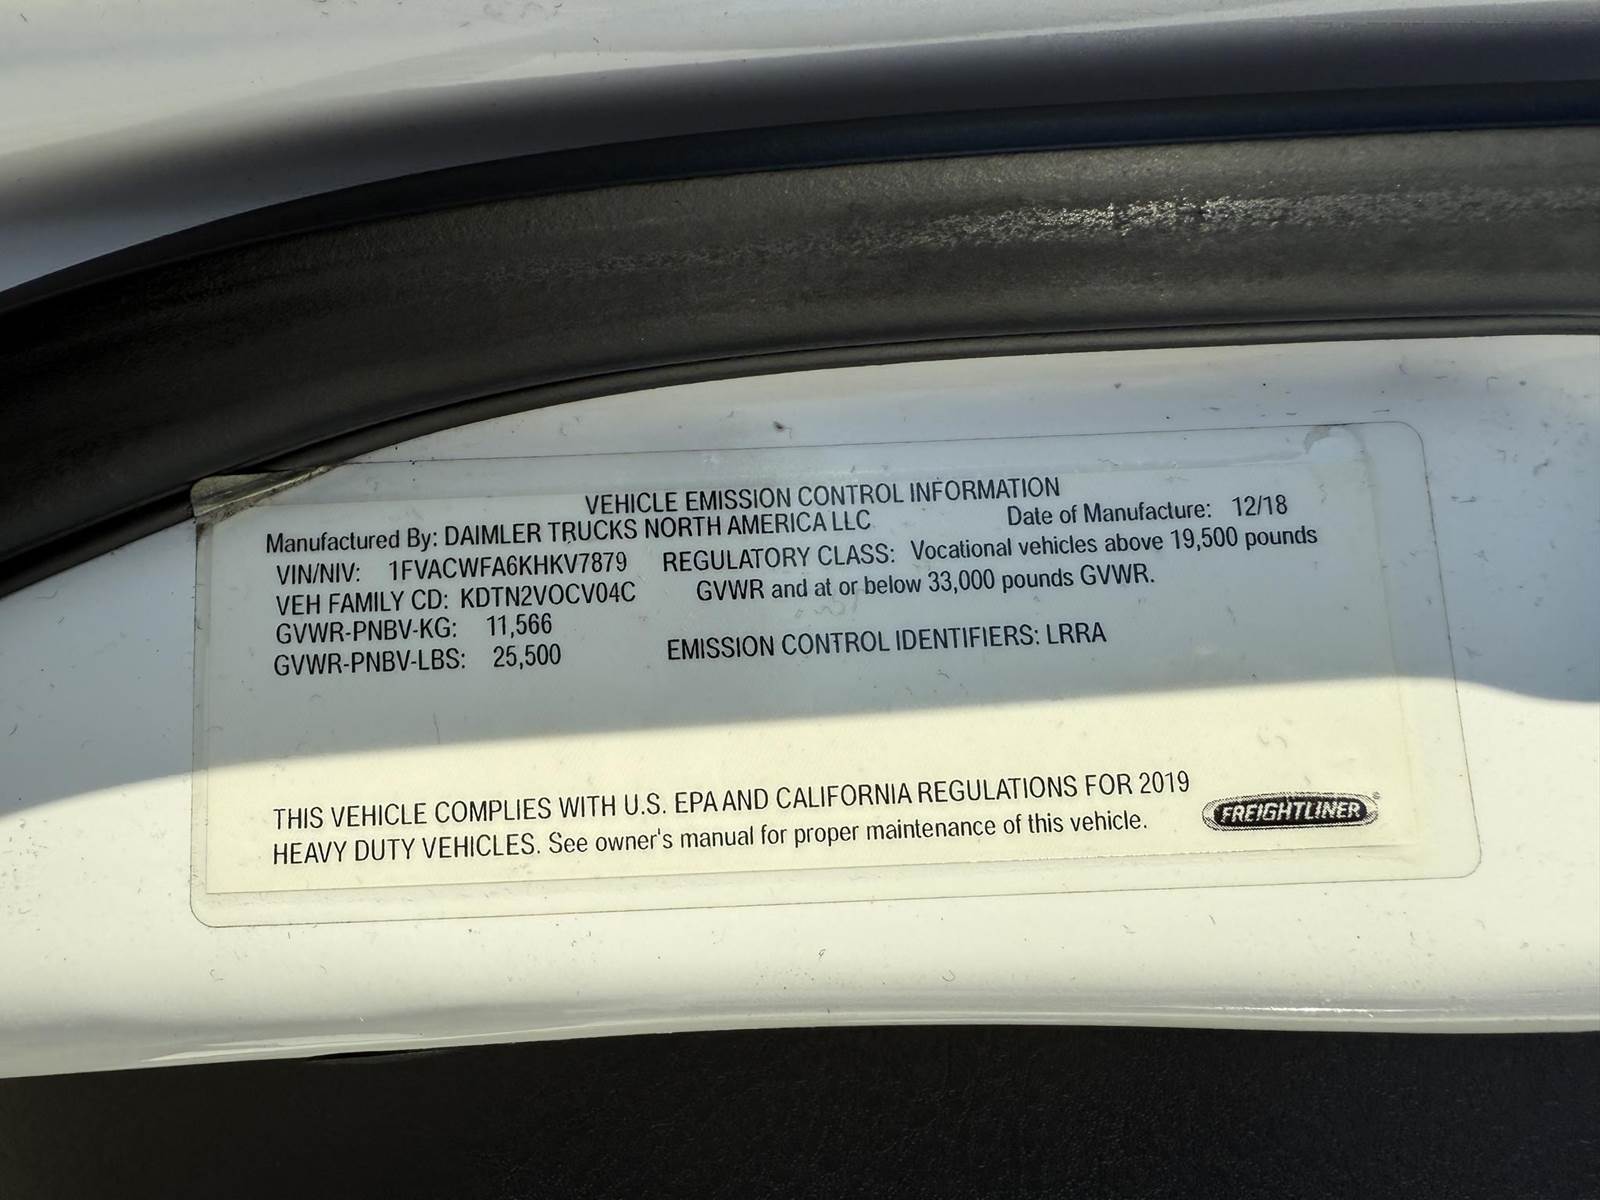 VEHICLE EMISSION CONTROL INFORMATION
Manufactured By: DAIMLER TRUCKS NORTH AMERICA LLC Date of Manufacture: 12/18
VIN/NIV: 1FVACWFA6KHKV7879 REGULATORY CLASS: Vocational vehicles above 19,500 pounds
VEH FAMILY CD: KDTN2VOCV04C GVWR and at or below 33,000 pounds GVWR.
GVWR-PNBV-KG: 11,566
GVWR-PNBV-LBS: 25,500 EMISSION CONTROL IDENTIFIERS: LRRA
THIS VEHICLE COMPLIES WITH U.S. EPA AND CALIFORNIA REGULATIONS FOR 2019
HEAVY DUTY VEHICLES. See owner's manual for proper maintenance of this vehicle.
FREIGHTLINER®